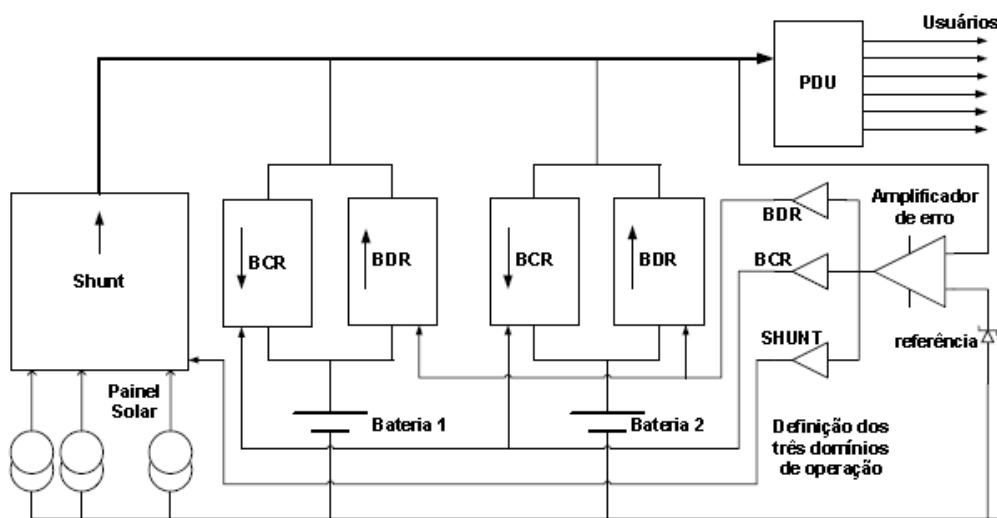 Usuários
PDU
BDR
Amplificador
de erro
BCR
BDR
BCR
BDR
BCR
Shunt
SHUNT
referência
Painel
Solar
Bateria 1
Bateria 2
Definição dos
três domínios
de operação